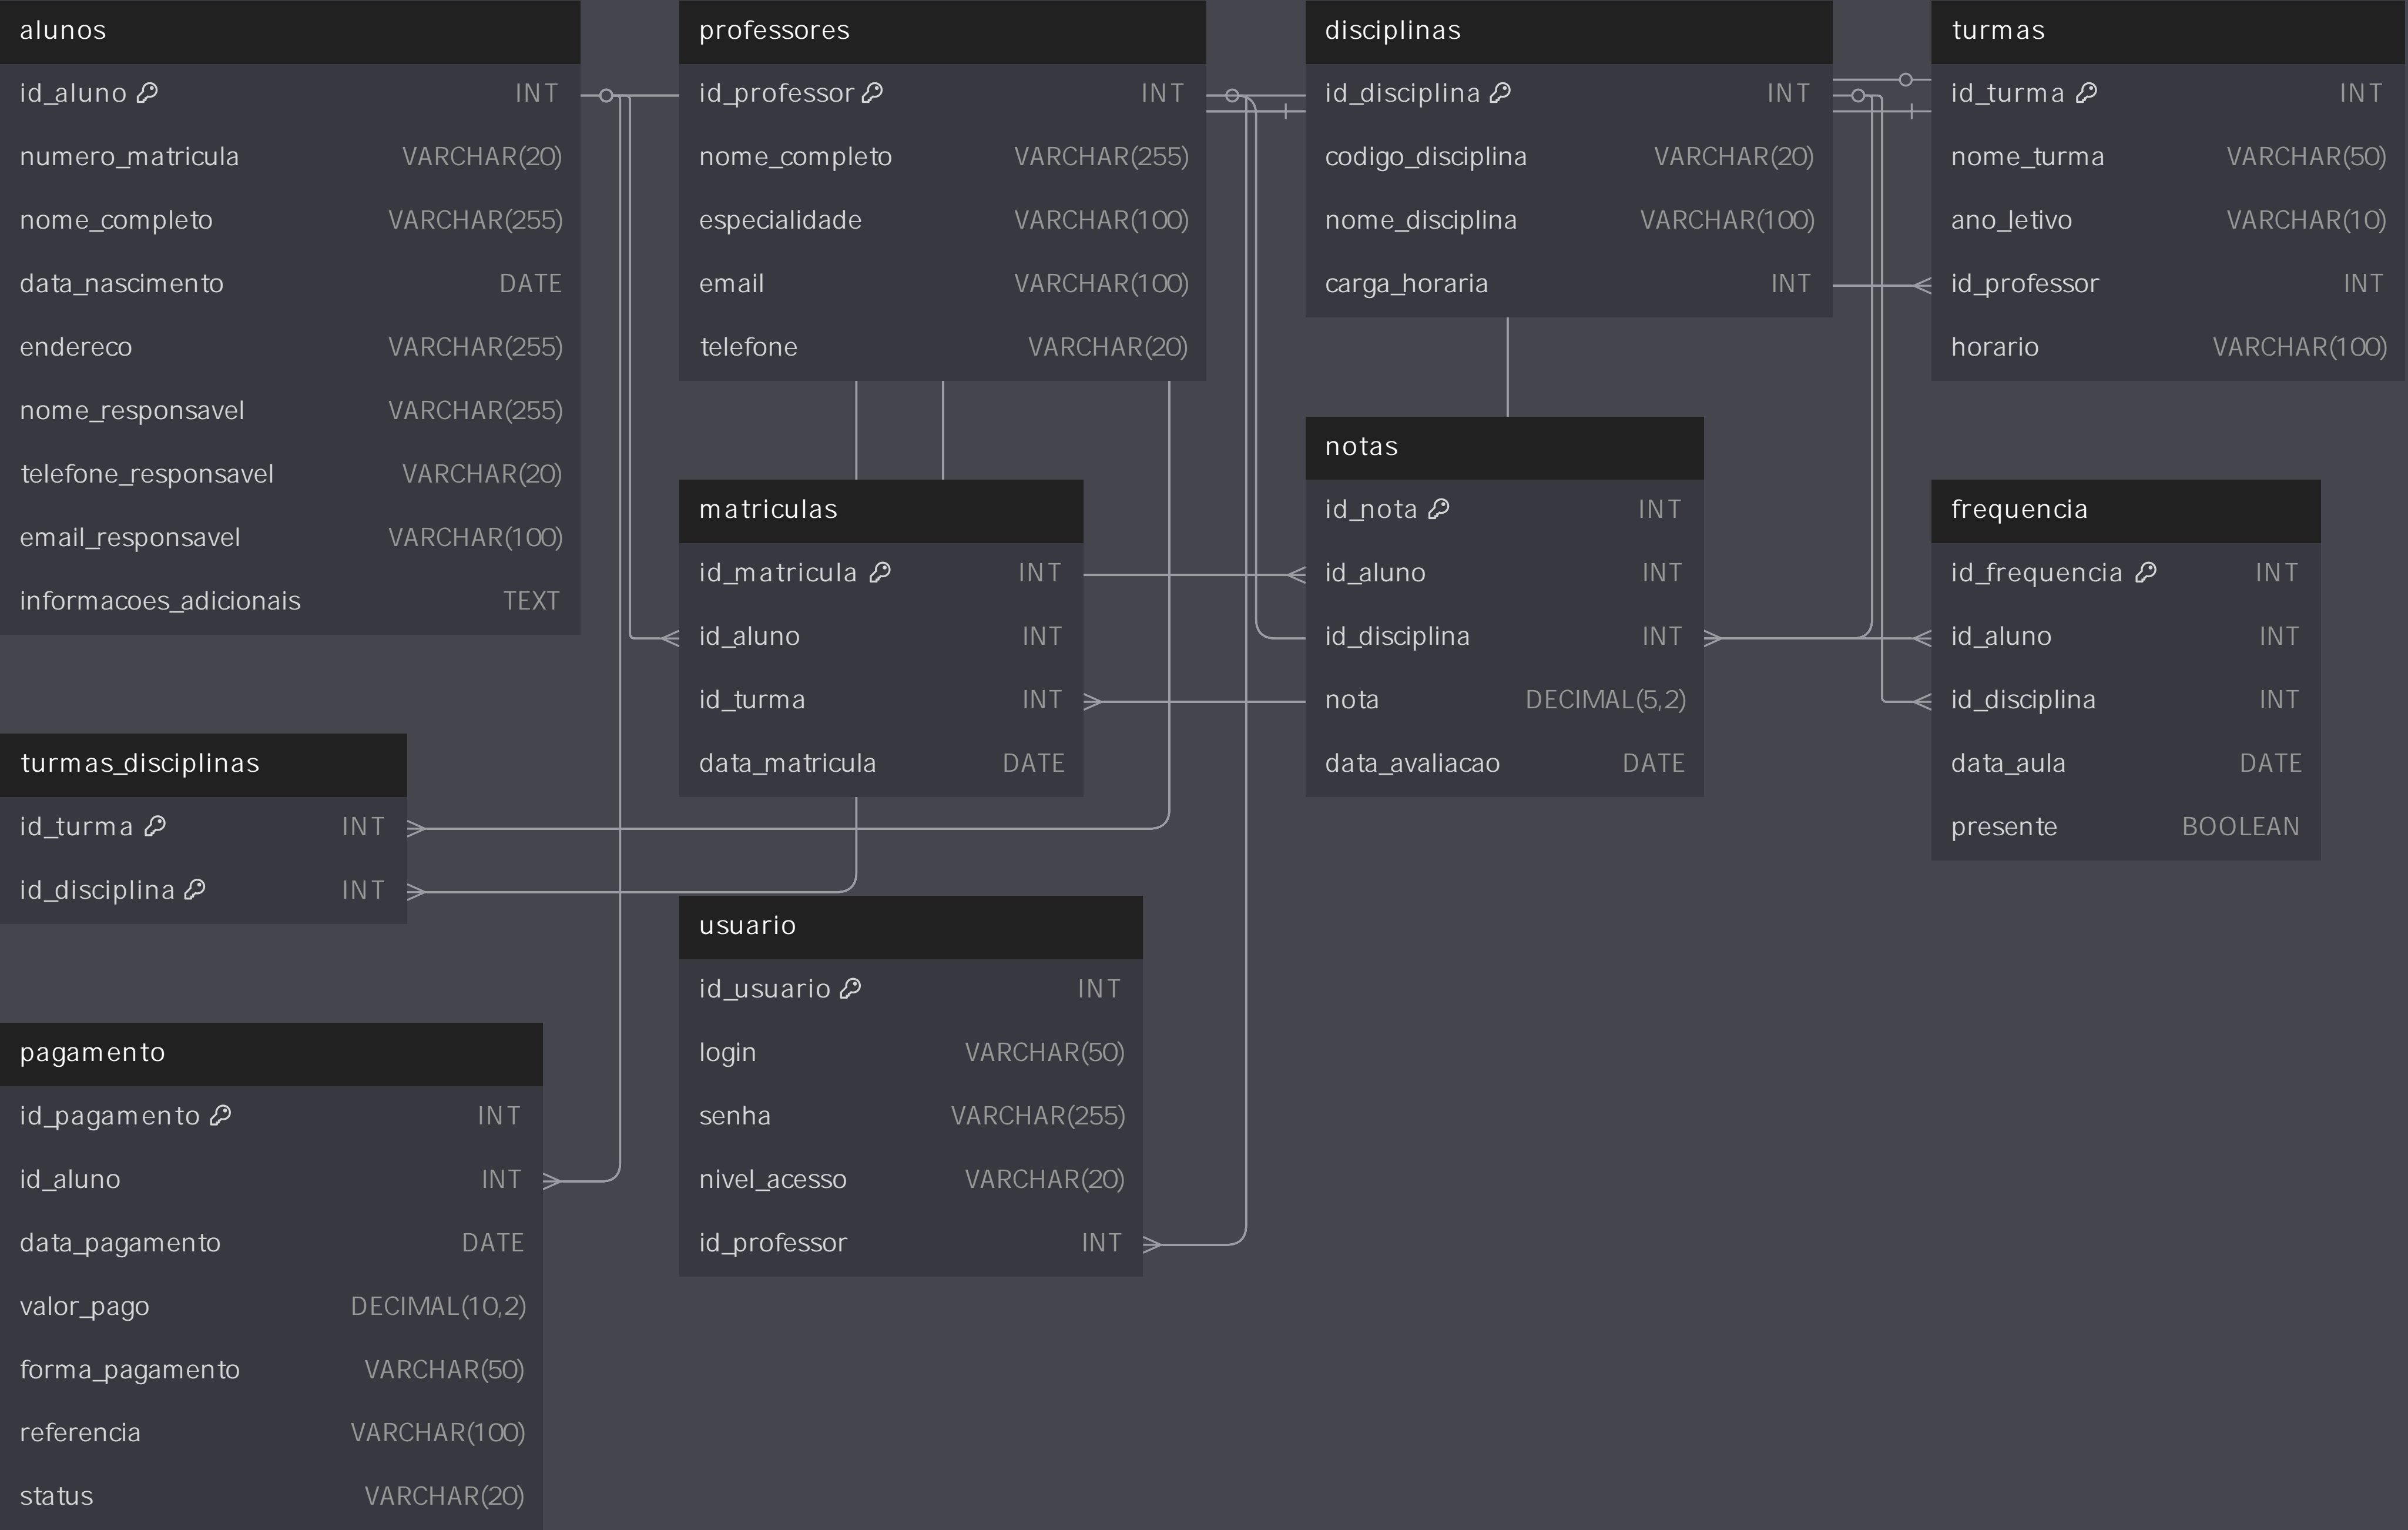 alunos
id_aluno INT
numero_matricula VARCHAR(20)
nome_completo VARCHAR(255)
data_nascimento DATE
endereco VARCHAR(255)
nome_responsavel VARCHAR(255)
telefone_responsavel VARCHAR(20)
email_responsavel VARCHAR(100)
informacoes_adicionais TEXT
professores
id_professor INT
nome_completo VARCHAR(255)
especialidade VARCHAR(100)
email VARCHAR(100)
telefone VARCHAR(20)
disciplinas
id_disciplina INT
codigo_disciplina VARCHAR(20)
nome_disciplina VARCHAR(100)
carga_horaria INT
turmas
id_turma INT
nome_turma VARCHAR(50)
ano_letivo VARCHAR(10)
id_professor INT
horario VARCHAR(100)
matriculas
id_matricula INT
id_aluno INT
id_turma INT
data_matricula DATE
notas
id_nota INT
id_aluno INT
id_disciplina INT
nota DECIMAL(5,2)
data_avaliacao DATE
frequencia
id_frequencia INT
id_aluno INT
id_disciplina INT
data_aula DATE
presente BOOLEAN
turmas_disciplinas
id_turma INT
id_disciplina INT
usuario
id_usuario INT
login VARCHAR(50)
senha VARCHAR(255)
nivel_acesso VARCHAR(20)
id_professor INT
pagamento
id_pagamento INT
id_aluno INT
data_pagamento DATE
valor_pago DECIMAL(10,2)
forma_pagamento VARCHAR(50)
referencia VARCHAR(100)
status VARCHAR(20)